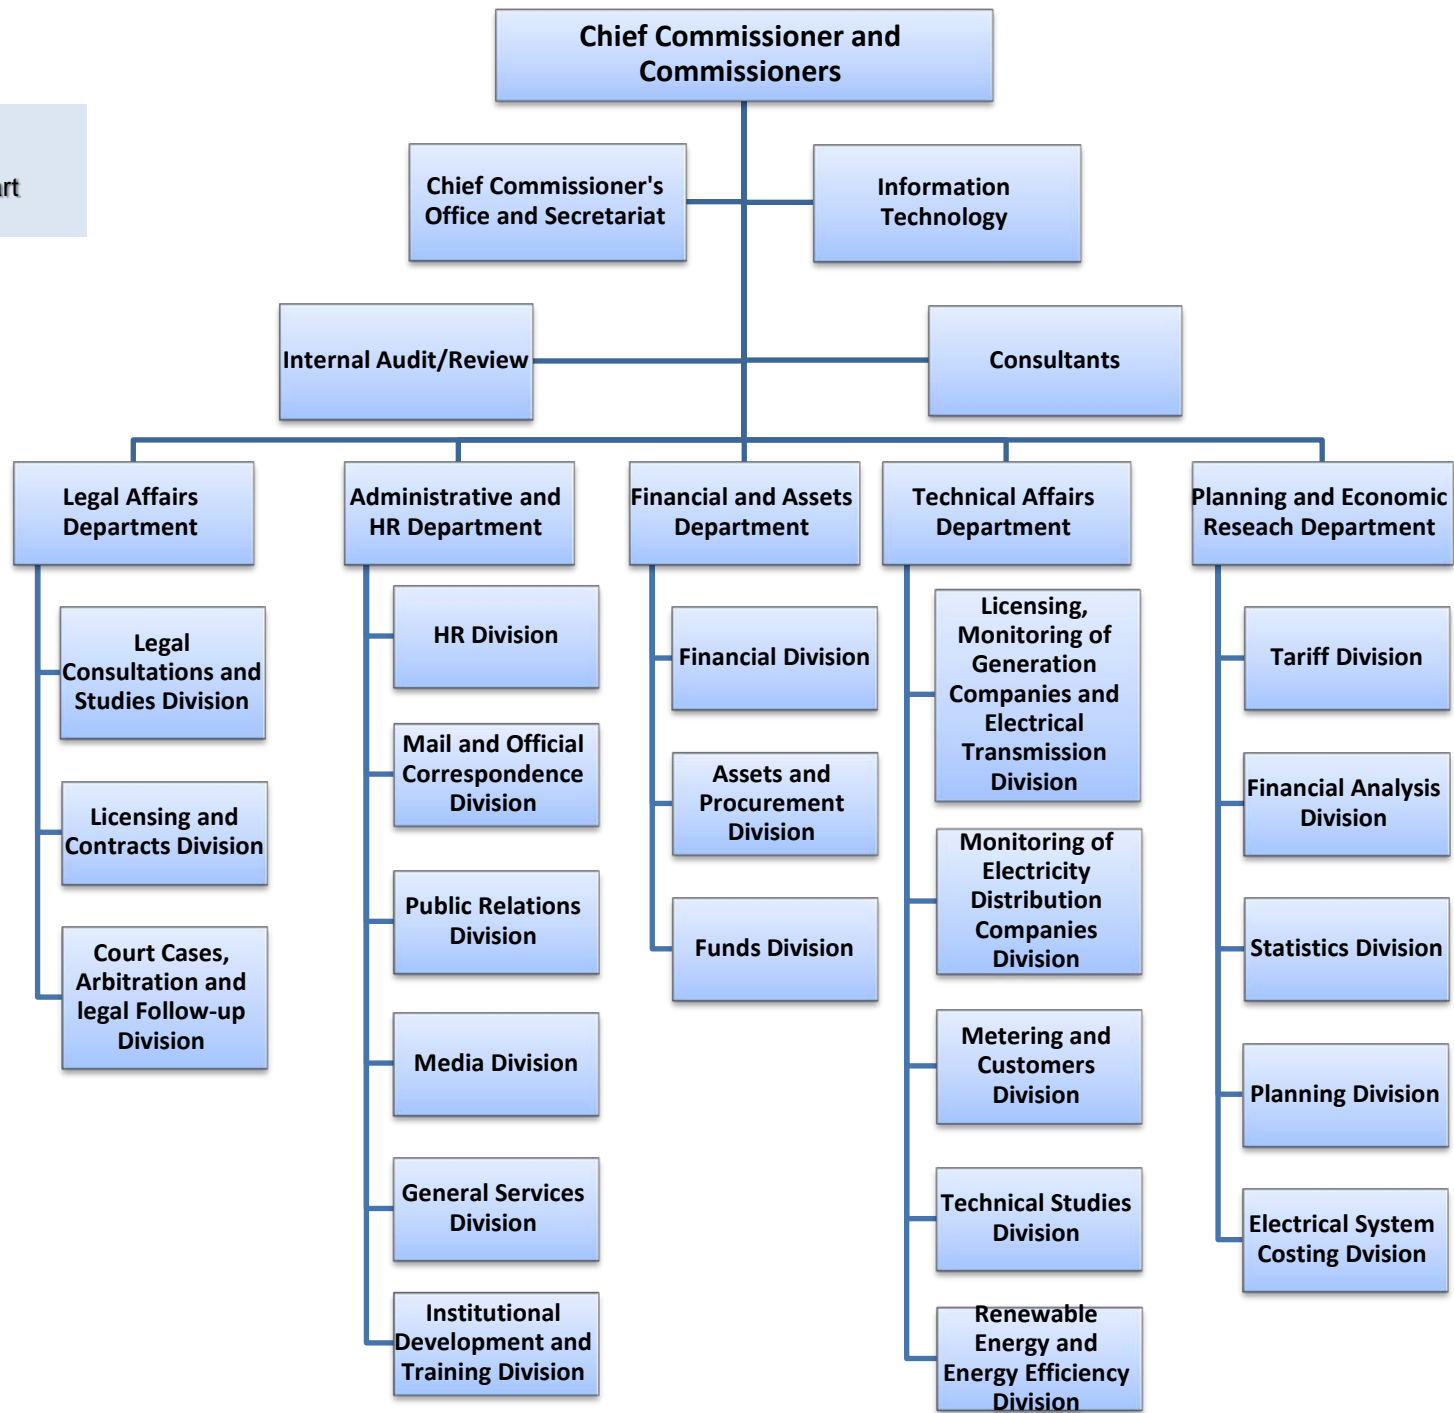 Chief Commissioner and
Commissioners
Chief Commissioner's
Office and Secretariat
Information
Technology
Internal Audit/Review
Consultants
Legal Affairs
Department
Legal
Consultations and
Studies Division
Licensing and
Contracts Division
Court Cases,
Arbitration and
legal Follow-up
Division
Administrative and
HR Department
HR Division
Mail and Official
Correspondence
Division
Public Relations
Division
Media Division
General Services
Division
Institutional
Development and
Training Division
Financial and Assets
Department
Financial Division
Assets and
Procurement
Division
Funds Division
Technical Affairs
Department
Licensing,
Monitoring of
Generation
Companies and
Electrical
Transmission
Division
Monitoring of
Electricity
Distribution
Companies
Division
Metering and
Customers
Division
Technical Studies
Division
Renewable
Energy and
Energy Efficiency
Division
Planning and Economic
Reseach Department
Tariff Division
Financial Analysis
Division
Statistics Division
Planning Division
Electrical System
Costing Dvision